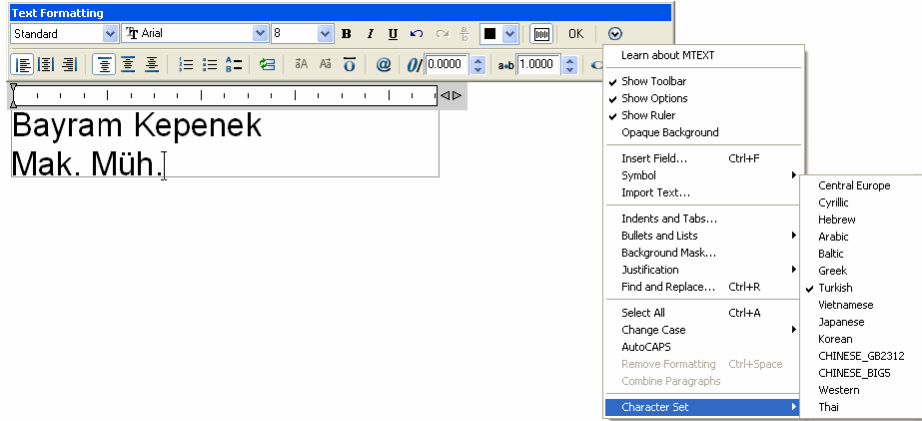 Text Formatting
Standard Arial 8 B I U a/b OK
āA Aā O @ 0/ 0.0000 a•b 1.0000
Bayram Kepenek
Mak. Müh.
Learn about MTEXT
Show Toolbar
Show Options
Show Ruler
Opaque Background
Insert Field... Ctrl+F
Symbol
Import Text...
Indents and Tabs...
Bullets and Lists
Background Mask...
Justification
Find and Replace... Ctrl+R
Select All Ctrl+A
Change Case
AutoCAPS
Remove Formatting Ctrl+Space
Combine Paragraphs
Character Set
Central Europe
Cyrillic
Hebrew
Arabic
Baltic
Greek
Turkish
Vietnamese
Japanese
Korean
CHINESE_GB2312
CHINESE_BIG5
Western
Thai